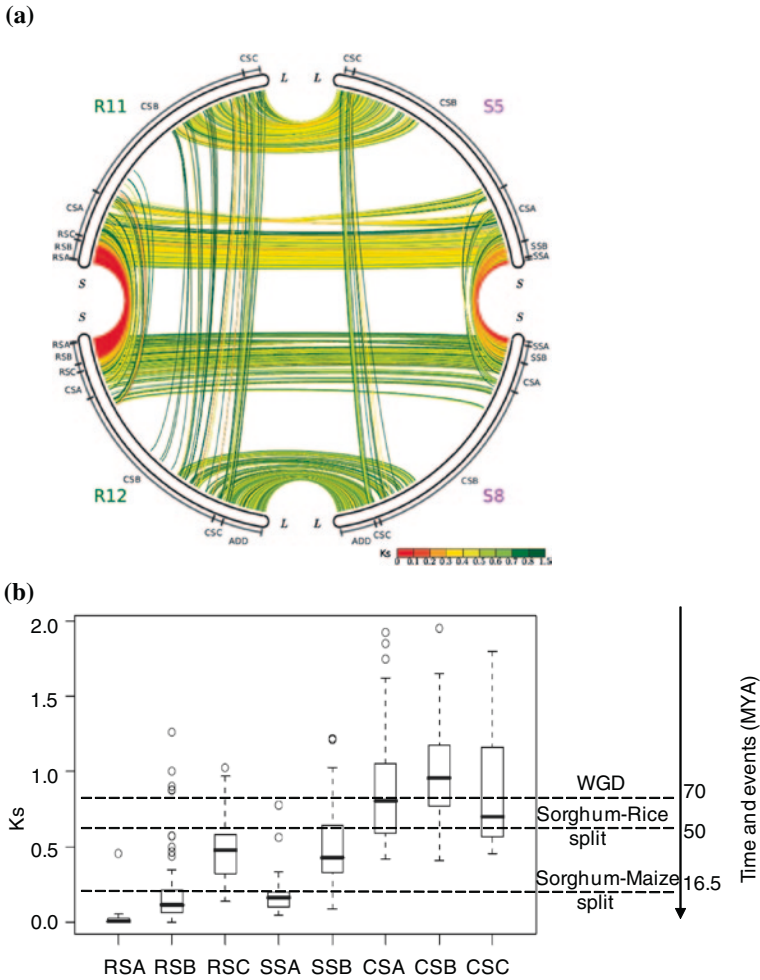 (a)
CSC L L CSC
R11 CSB CSB S5
CSA CSA
RSC
RSB SSB
RSA SSA
S S
S S
RSA SSA
RSB SSB
RSC
CSA CSA
CSB CSB
R12 S8
CSC L L CSC
ADD ADD
Ks
0 0.1 0.2 0.3 0.4 0.5 0.6 0.7 0.8 1.5
(b)
2.0
1.5
1.0
0.5
0.0
Ks
WGD
70
Sorghum-Rice
split
50
Sorghum-Maize
split
16.5
Time and events (MYA)
RSA RSB RSC SSA SSB CSA CSB CSC